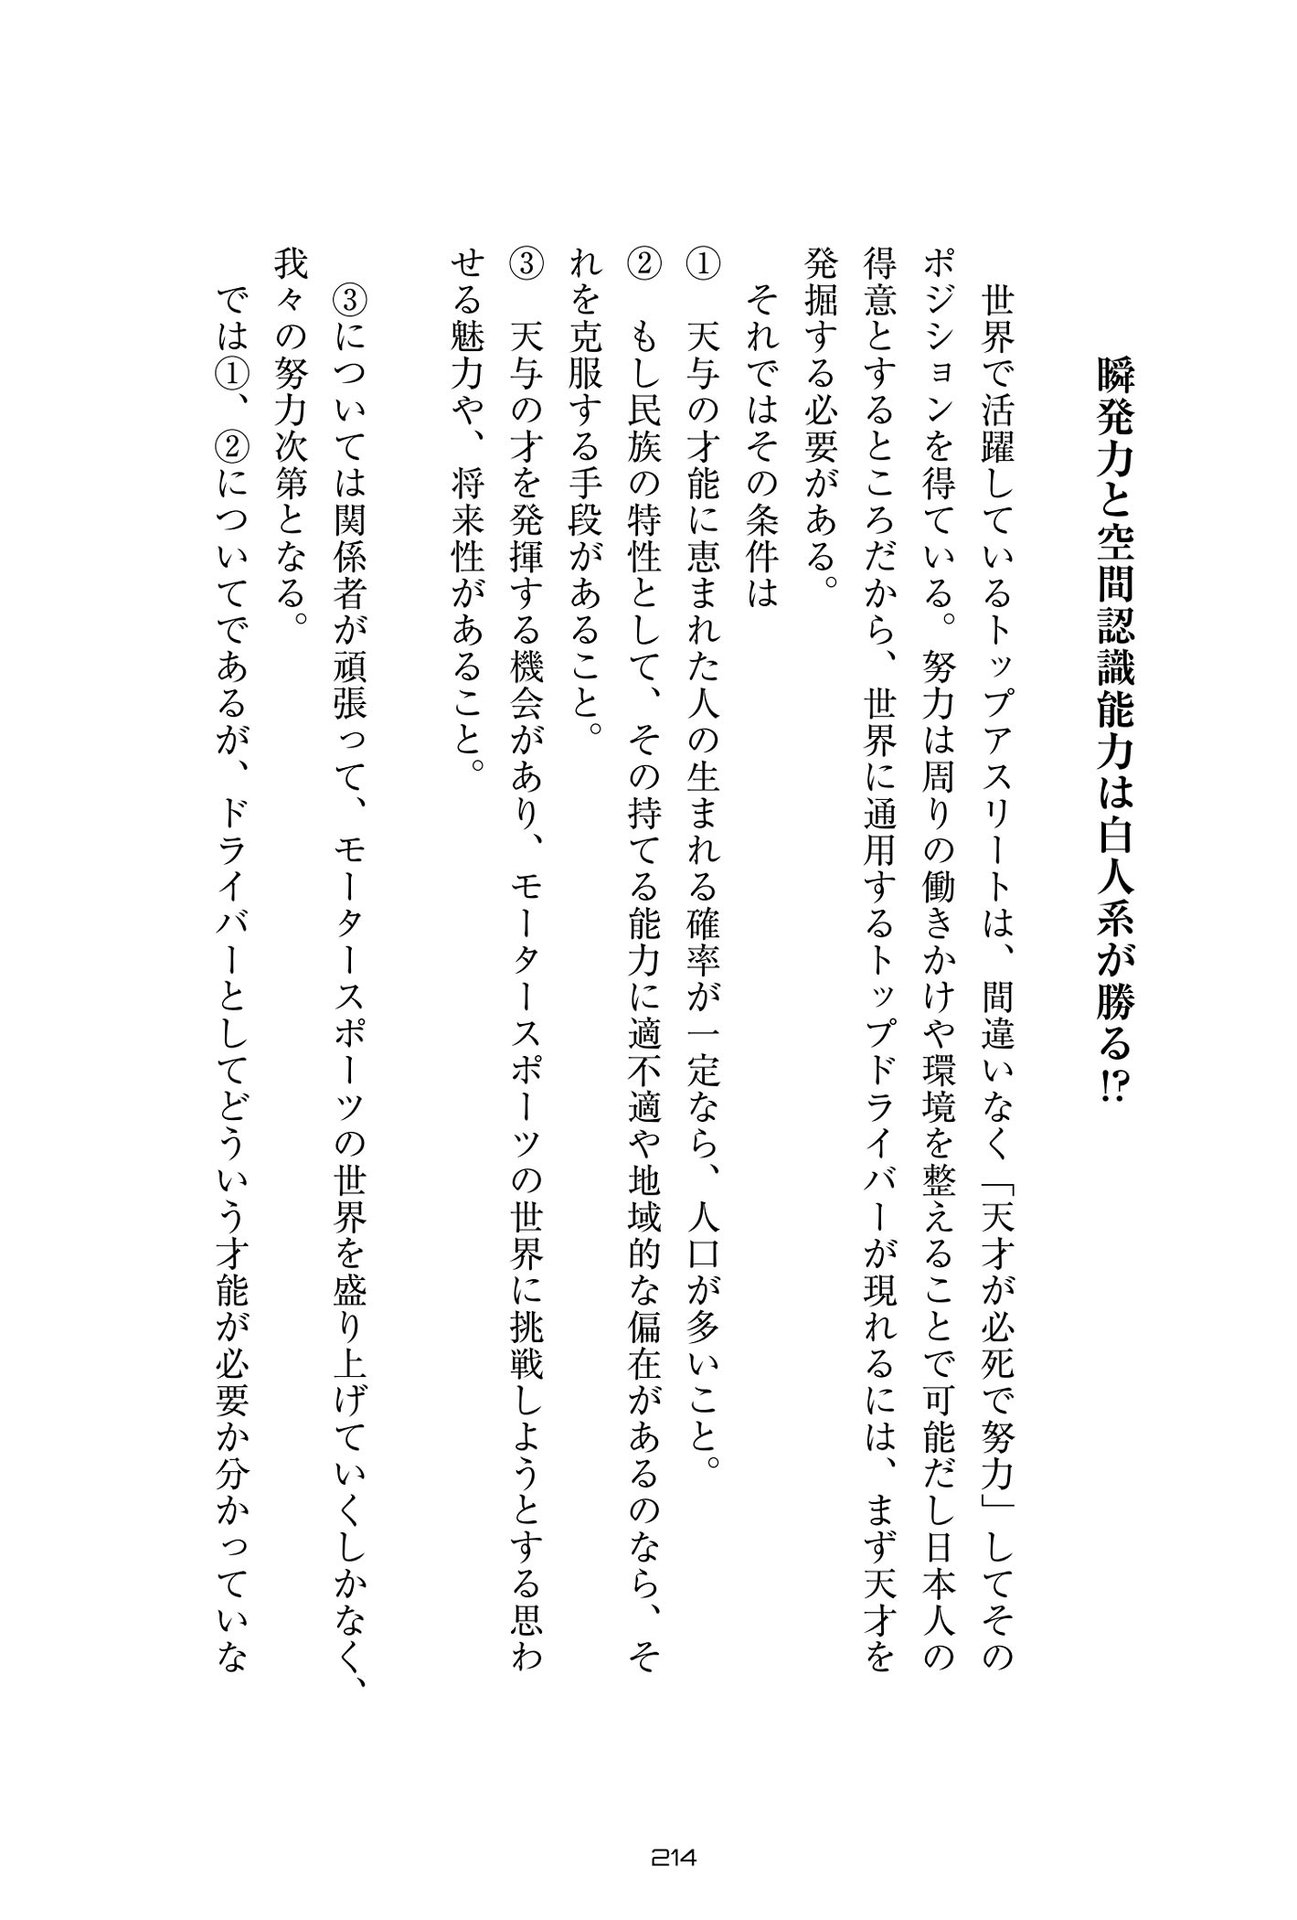 瞬発力と空間認識能力は白人系が勝る!?
世界で活躍しているトップアスリートは、間違いなく「天才が必死で努力」してその
ポジションを得ている。努力は周りの働きかけや環境を整えることで可能だし日本人の
得意とするところだから、世界に通用するトップドライバーが現れるには、まず天才を
発掘する必要がある。
それではその条件は
① 天与の才能に恵まれた人の生まれる確率が一定なら、人口が多いこと。
② もし民族の特性として、その持てる能力に適不適や地域的な偏在があるのなら、そ
れを克服する手段があること。
③ 天与の才を発揮する機会があり、モータースポーツの世界に挑戦しようとする思わ
せる魅力や、将来性があること。
③については関係者が頑張って、モータースポーツの世界を盛り上げていくしかなく、
我々の努力次第となる。
では①、②についてであるが、ドライバーとしてどういう才能が必要か分かっていな
214